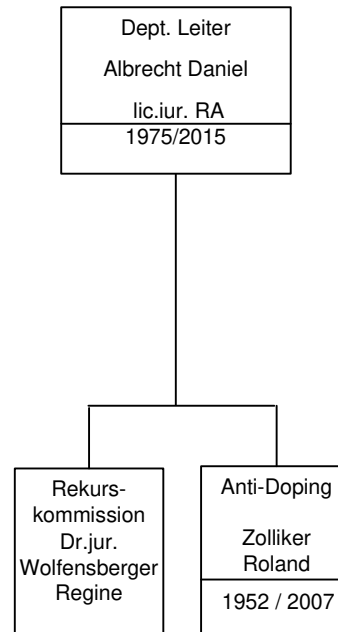 Dept. Leiter
Albrecht Daniel
lic.iur. RA
1975/2015
Rekurs-
kommission
Dr.jur.
Wolfensberger
Regine
Anti-Doping
Zolliker
Roland
1952 / 2007